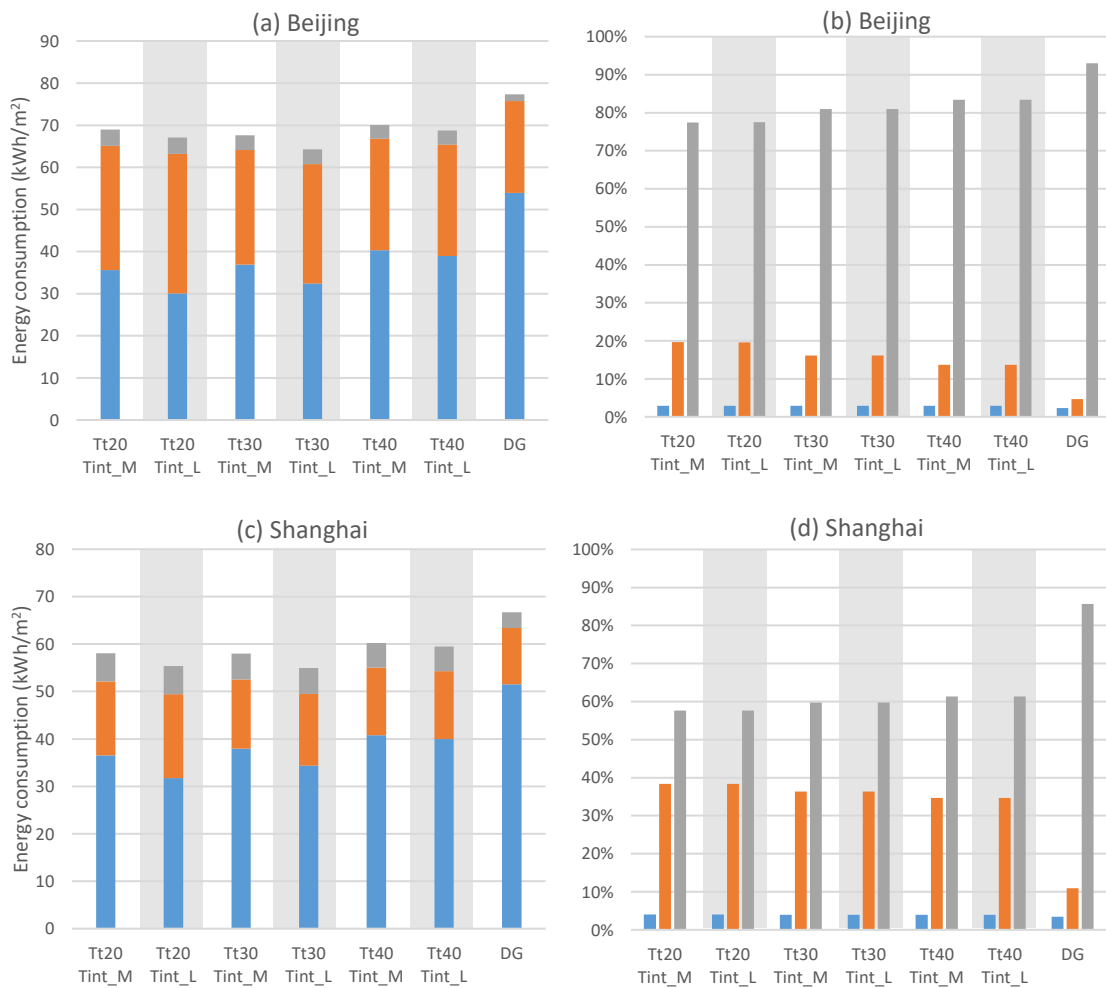 (a) Beijing
Energy consumption (kWh/m²)
90
80
70
60
50
40
30
20
10
0
Tt20 Tt20 Tt30 Tt30 Tt40 Tt40 DG
Tint_M Tint_L Tint_M Tint_L Tint_M Tint_L
(b) Beijing
100%
90%
80%
70%
60%
50%
40%
30%
20%
10%
0%
Tt20 Tt20 Tt30 Tt30 Tt40 Tt40 DG
Tint_M Tint_L Tint_M Tint_L Tint_M Tint_L
(c) Shanghai
Energy consumption (kWh/m²)
80
70
60
50
40
30
20
10
0
Tt20 Tt20 Tt30 Tt30 Tt40 Tt40 DG
Tint_M Tint_L Tint_M Tint_L Tint_M Tint_L
(d) Shanghai
100%
90%
80%
70%
60%
50%
40%
30%
20%
10%
0%
Tt20 Tt20 Tt30 Tt30 Tt40 Tt40 DG
Tint_M Tint_L Tint_M Tint_L Tint_M Tint_L